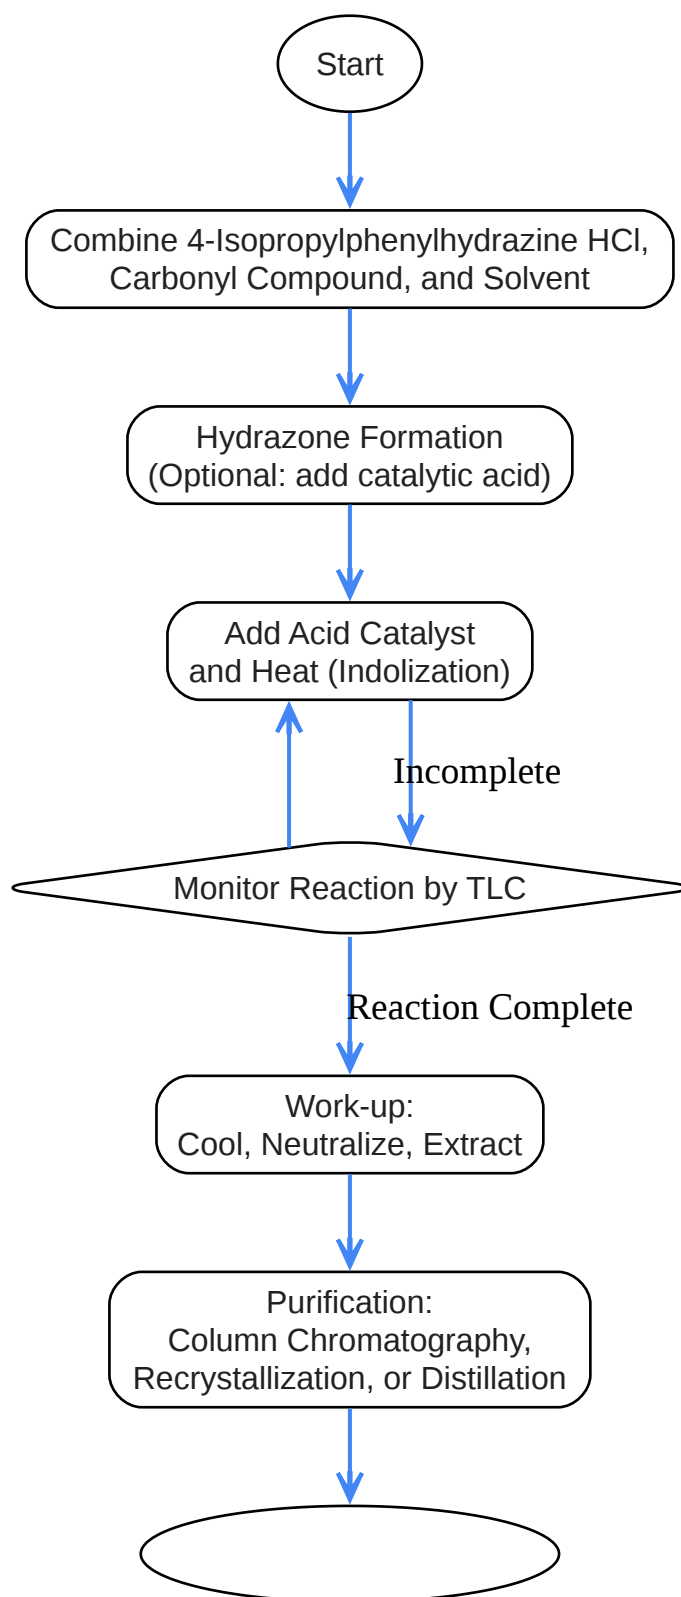 Start
Combine 4-Isopropylphenylhydrazine HCl,
Carbonyl Compound, and Solvent
Hydrazone Formation
(Optional: add catalytic acid)
Add Acid Catalyst
and Heat (Indolization)
Incomplete
Monitor Reaction by TLC
Reaction Complete
Work-up:
Cool, Neutralize, Extract
Purification:
Column Chromatography,
Recrystallization, or Distillation